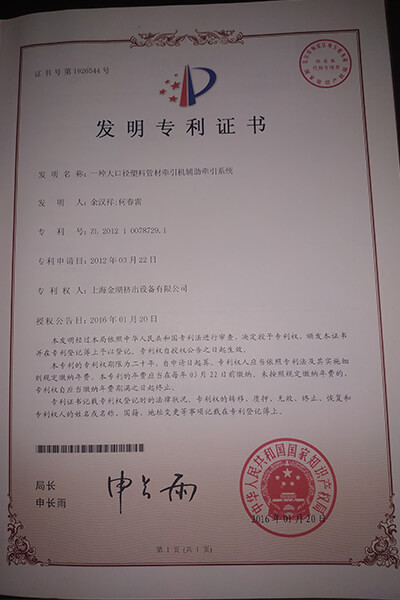 证书号第1926544号
发明专利证书
发明名称：一种大口径塑料管材牵引机辅助牵引系统
发明人：余汉祥;何春雷
专利号：ZL 2012 1 0078729.1
专利申请日：2012年03月22日
专利权人：上海金湖挤出设备有限公司
授权公告日：2016年01月20日
本发明经过本局依照中华人民共和国专利法进行审查，决定授予专利权，颁发本证书
并在专利登记簿上予以登记。专利权自授权公告之日起生效。
本专利的专利权期限为二十年，自申请日起算。专利权人应当依照专利法及其实施细
则规定缴纳年费。本专利的年费应当在每年03月22日前缴纳。未按照规定缴纳年费的，
专利权自应当缴纳年费期满之日起终止。
专利证书记载专利权登记时的法律状况。专利权的转移、质押、无效、终止、恢复和
专利权人的姓名或名称、国籍、地址变更等事项记载在专利登记簿上。
局长
申长雨
申长雨
中华人民共和国国家知识产权局
2016年01月20日
第1页(共1页)